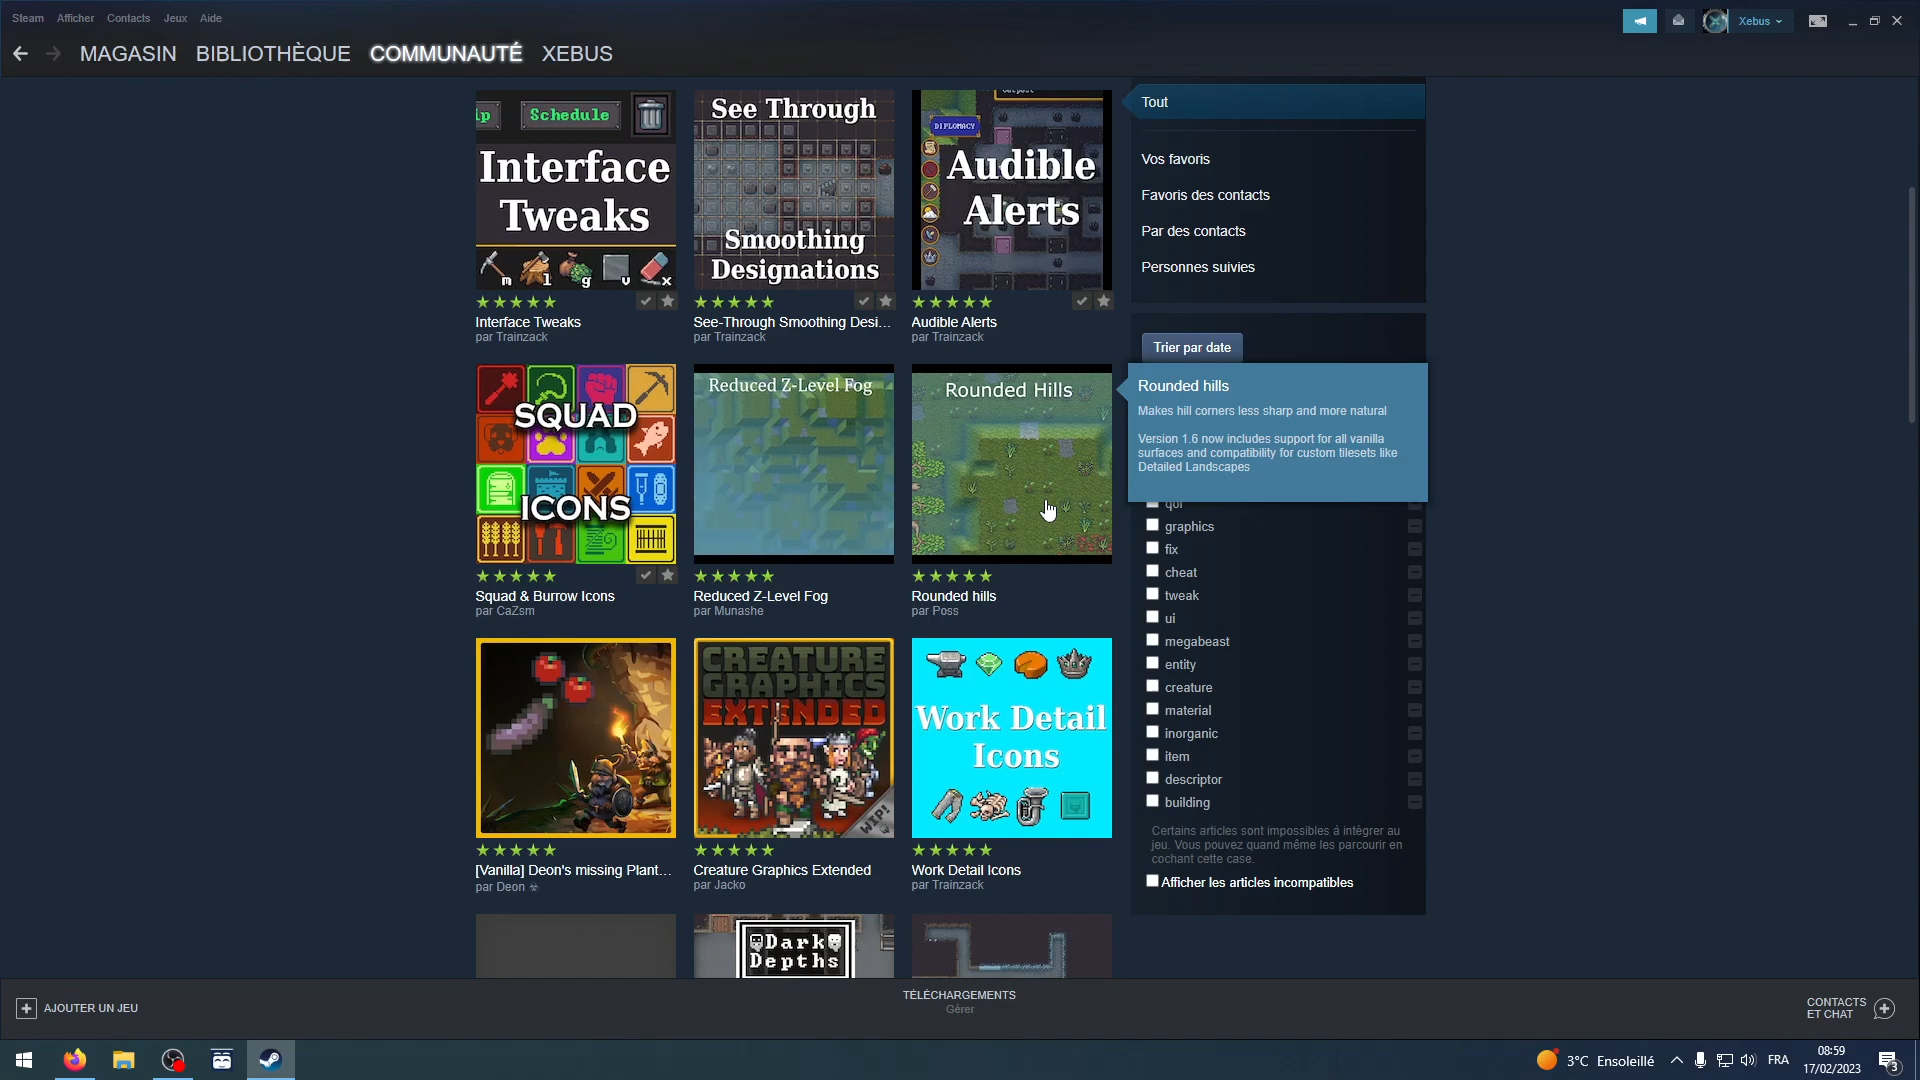 Steam Afficher Contacts Jeux Aide
Xebus
MAGASIN BIBLIOTHÈQUE COMMUNAUTÉ XEBUS
lp Schedule
Interface
Tweaks
m l g v x
Interface Tweaks
par Trainzack
See Through
Smoothing
Designations
See-Through Smoothing Desi...
par Trainzack
DIPLOMACY
Audible
Alerts
Audible Alerts
par Trainzack
SQUAD
ICONS
Squad & Burrow Icons
par CaZsm
Reduced Z-Level Fog
Reduced Z-Level Fog
par Munashe
Rounded Hills
Rounded hills
par Poss
[Vanilla] Deon's missing Plant...
par Deon
CREATURE
GRAPHICS
EXTENDED
WIP!
Creature Graphics Extended
par Jacko
Work Detail
Icons
Work Detail Icons
par Trainzack
Dark
Depths
Tout
Vos favoris
Favoris des contacts
Par des contacts
Personnes suivies
Trier par date
Rounded hills
Makes hill corners less sharp and more natural
Version 1.6 now includes support for all vanilla
surfaces and compatibility for custom tilesets like
Detailed Landscapes
qol
graphics
fix
cheat
tweak
ui
megabeast
entity
creature
material
inorganic
item
descriptor
building
Certains articles sont impossibles à intégrer au
jeu. Vous pouvez quand même les parcourir en
cochant cette case.
Afficher les articles incompatibles
AJOUTER UN JEU
TÉLÉCHARGEMENTS
Gérer
CONTACTS
ET CHAT
3°C Ensoleillé
FRA
08:59
17/02/2023
3